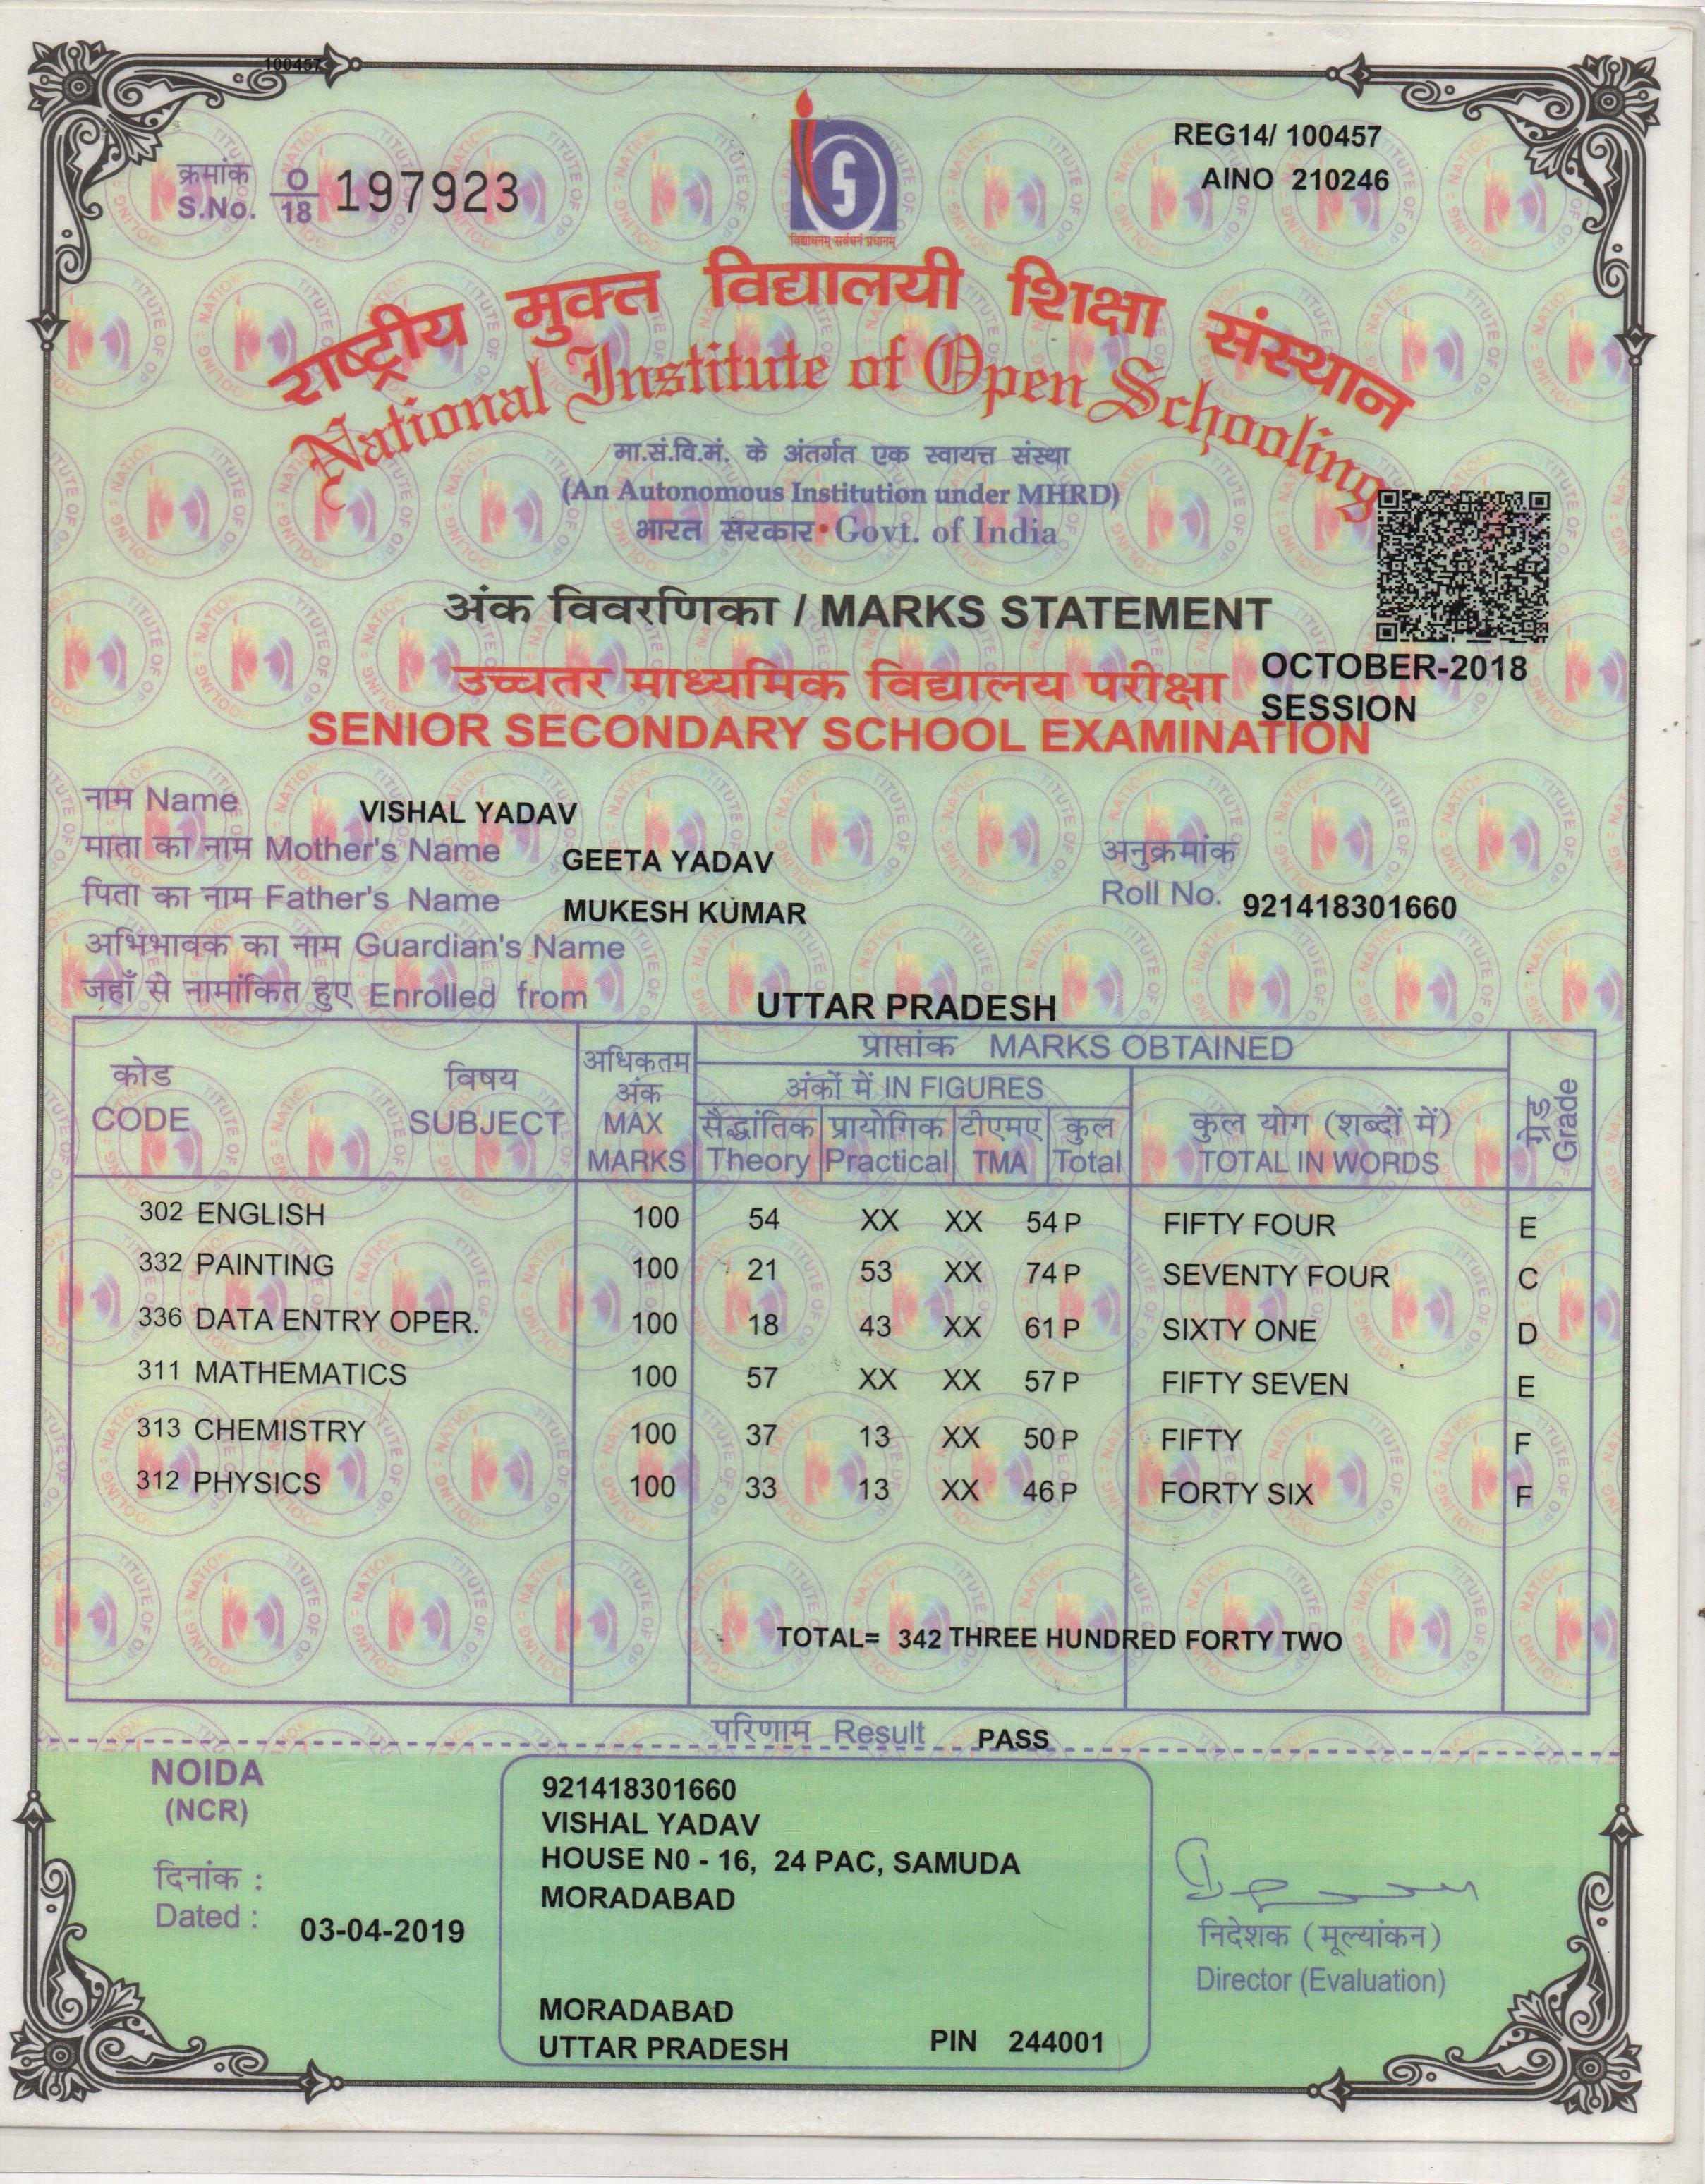 100457
REG14/ 100457
AINO 210246
क्रमांक
S.No. O/18 197923
विद्याधनम् सर्वधनं प्रधानम्
राष्ट्रीय मुक्त विद्यालयी शिक्षा संस्थान
National Institute of Open Schooling
मा.सं.वि.मं. के अंतर्गत एक स्वायत्त संस्था
(An Autonomous Institution under MHRD)
भारत सरकार • Govt. of India
अंक विवरणिका / MARKS STATEMENT
उच्चतर माध्यमिक विद्यालय परीक्षा
SENIOR SECONDARY SCHOOL EXAMINATION
OCTOBER-2018
SESSION
नाम Name VISHAL YADAV
माता का नाम Mother's Name GEETA YADAV
पिता का नाम Father's Name MUKESH KUMAR
अनुक्रमांक
Roll No. 921418301660
अभिभावक का नाम Guardian's Name
जहाँ से नामांकित हुए Enrolled from UTTAR PRADESH
कोड विषय
CODE SUBJECT
अधिकतम
अंक
MAX
MARKS
प्राप्तांक MARKS OBTAINED
अंकों में IN FIGURES
सैद्धांतिक प्रायोगिक टीएमए कुल
Theory Practical TMA Total
कुल योग (शब्दों में)
TOTAL IN WORDS
ग्रेड
Grade
302 ENGLISH 100 54 XX XX 54 P FIFTY FOUR E
332 PAINTING 100 21 53 XX 74 P SEVENTY FOUR C
336 DATA ENTRY OPER. 100 18 43 XX 61 P SIXTY ONE D
311 MATHEMATICS 100 57 XX XX 57 P FIFTY SEVEN E
313 CHEMISTRY 100 37 13 XX 50 P FIFTY F
312 PHYSICS 100 33 13 XX 46 P FORTY SIX F
TOTAL= 342 THREE HUNDRED FORTY TWO
परिणाम Result PASS
NOIDA
(NCR)
दिनांक :
Dated : 03-04-2019
921418301660
VISHAL YADAV
HOUSE N0 - 16, 24 PAC, SAMUDA
MORADABAD
MORADABAD
UTTAR PRADESH PIN 244001
निदेशक (मूल्यांकन)
Director (Evaluation)